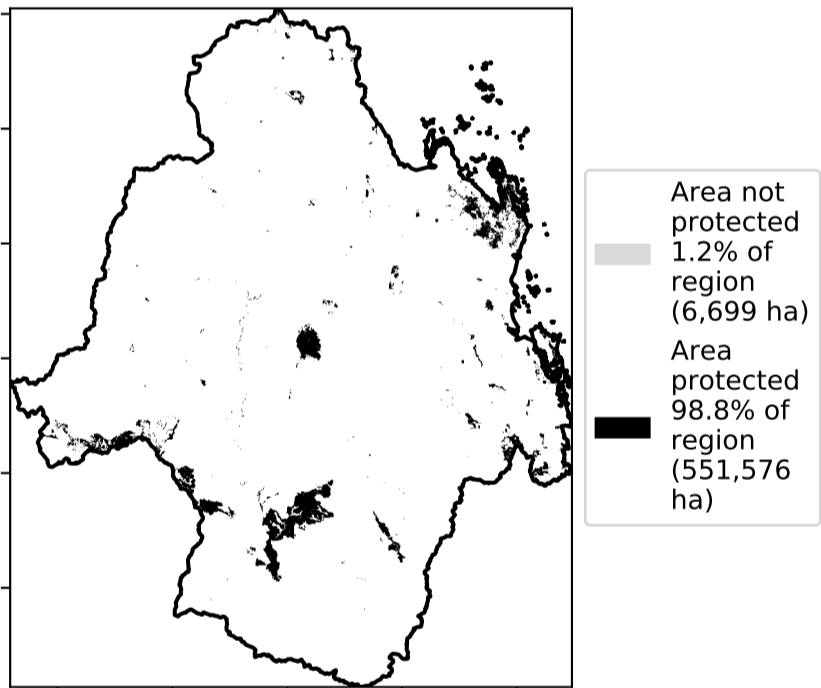 Area not
protected
1.2% of
region
(6,699 ha)
Area
protected
98.8% of
region
(551,576
ha)